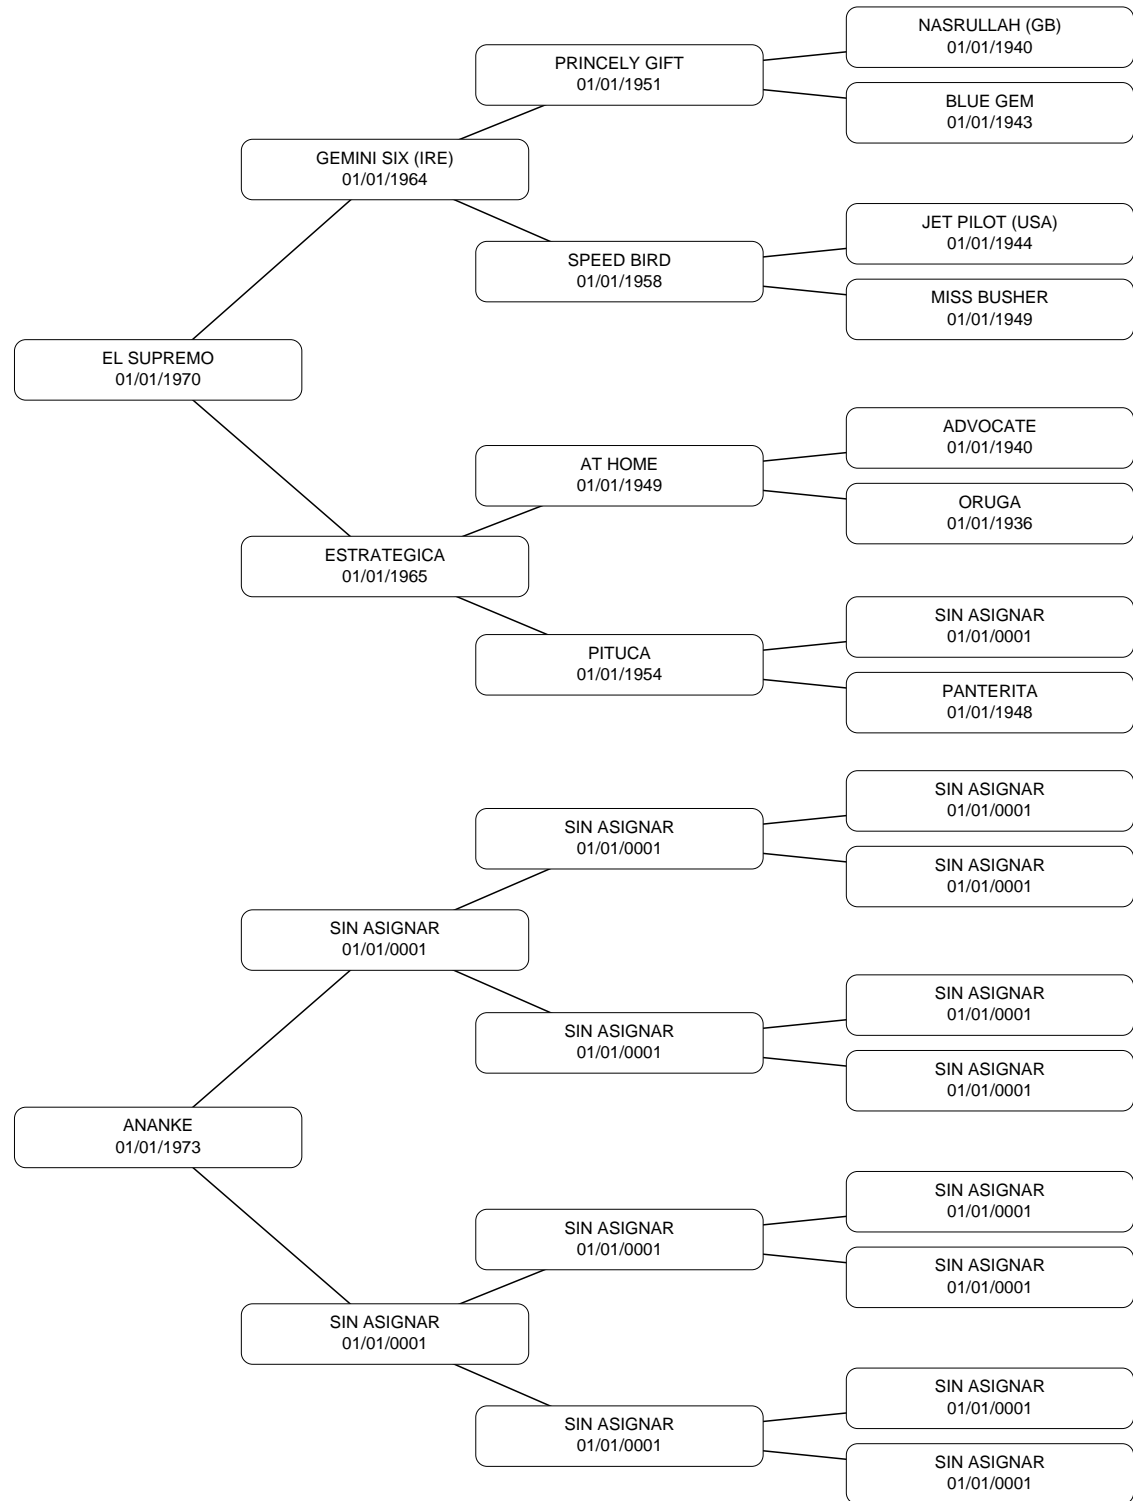 NASRULLAH (GB)
01/01/1940
PRINCELY GIFT
01/01/1951
BLUE GEM
01/01/1943
GEMINI SIX (IRE)
01/01/1964
JET PILOT (USA)
01/01/1944
SPEED BIRD
01/01/1958
MISS BUSHER
01/01/1949
EL SUPREMO
01/01/1970
ADVOCATE
01/01/1940
AT HOME
01/01/1949
ORUGA
01/01/1936
ESTRATEGICA
01/01/1965
SIN ASIGNAR
01/01/0001
PITUCA
01/01/1954
PANTERITA
01/01/1948
SIN ASIGNAR
01/01/0001
SIN ASIGNAR
01/01/0001
SIN ASIGNAR
01/01/0001
SIN ASIGNAR
01/01/0001
SIN ASIGNAR
01/01/0001
SIN ASIGNAR
01/01/0001
SIN ASIGNAR
01/01/0001
ANANKE
01/01/1973
SIN ASIGNAR
01/01/0001
SIN ASIGNAR
01/01/0001
SIN ASIGNAR
01/01/0001
SIN ASIGNAR
01/01/0001
SIN ASIGNAR
01/01/0001
SIN ASIGNAR
01/01/0001
SIN ASIGNAR
01/01/0001